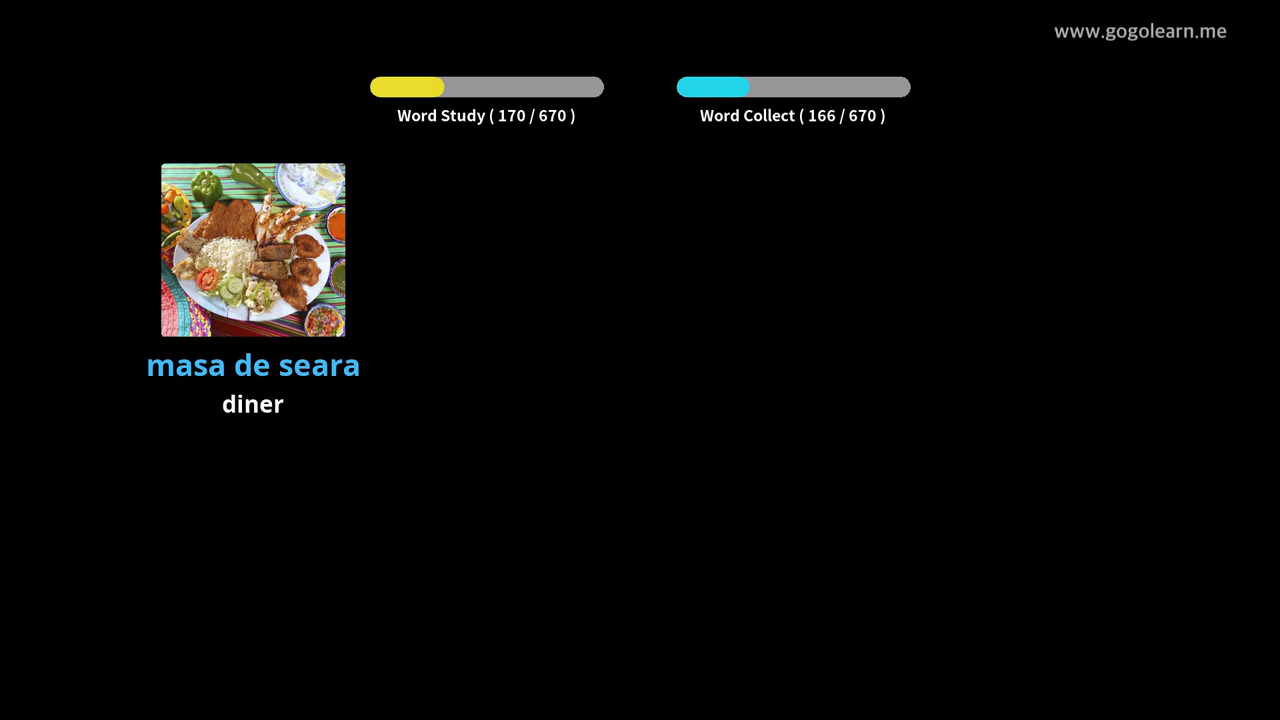 www.gogolearn.me
Word Study ( 170 / 670 )
Word Collect ( 166 / 670 )
masa de seara
diner